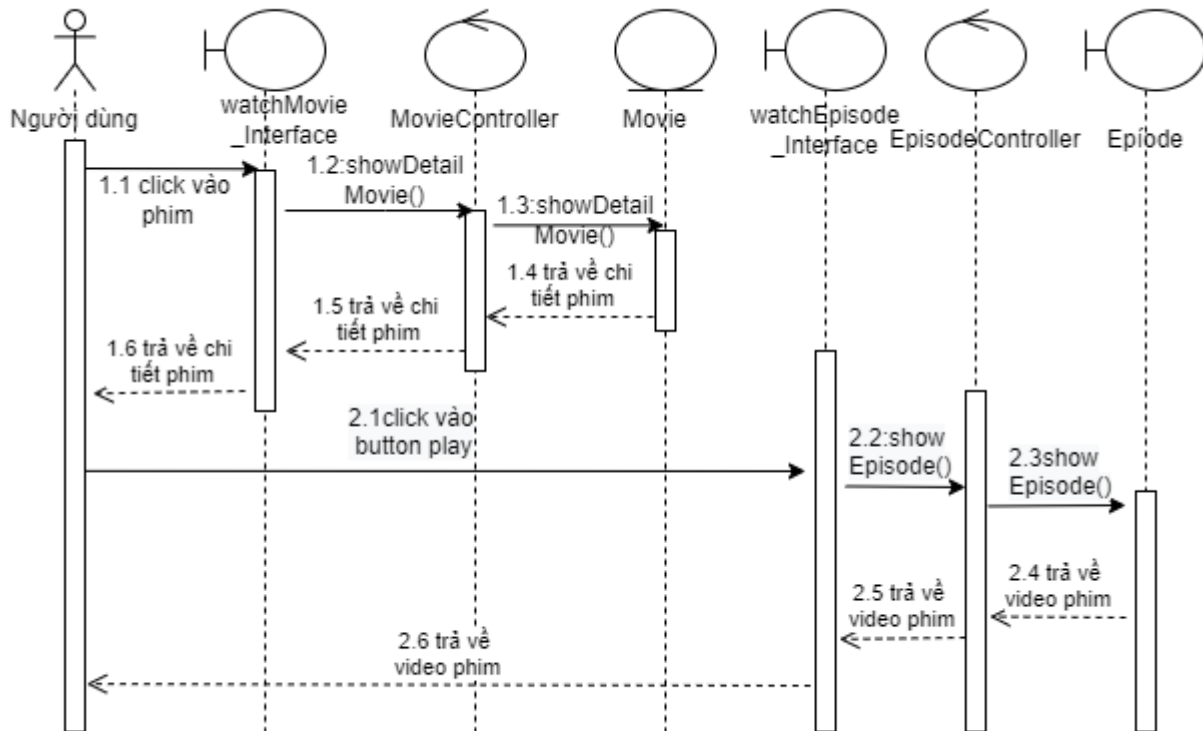 Người dùng
watchMovie
_Interface
MovieController
Movie
watchEpisode
_Interface
EpisodeController
Epiode
1.1 click vào
phim
1.2:showDetail
Movie()
1.3:showDetail
Movie()
1.4 trả về chi
tiết phim
1.5 trả về chi
tiết phim
1.6 trả về chi
tiết phim
2.1click vào
button play
2.2:show
Episode()
2.3show
Episode()
2.4 trả về
video phim
2.5 trả về
video phim
2.6 trả về
video phim